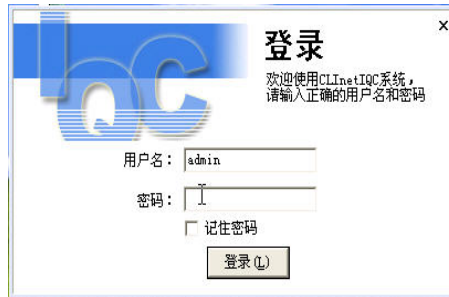 IQC
登录
欢迎使用CLInetIQC系统，
请输入正确的用户名和密码
用户名： admin
密码：
记住密码
登录(L)